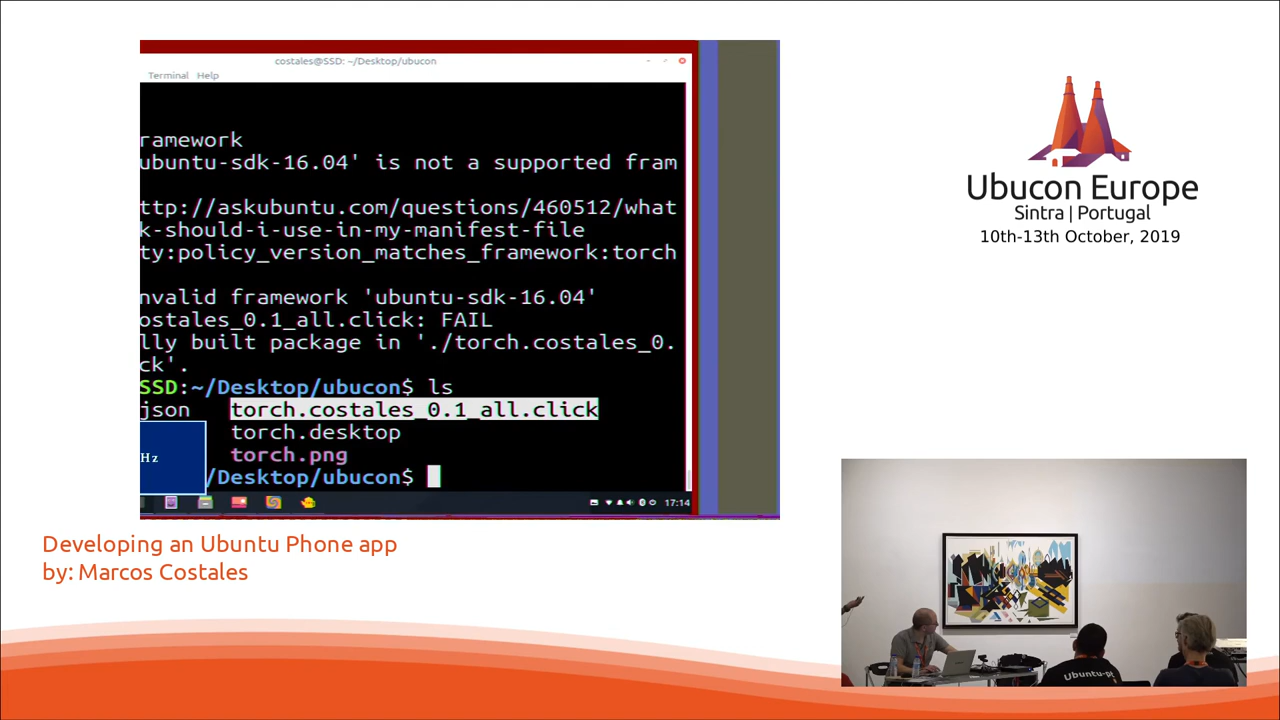 costales@SSD: ~/Desktop/ubucon
Terminal Help
ramework
ubuntu-sdk-16.04' is not a supported fram
ttp://askubuntu.com/questions/460512/what
k-should-i-use-in-my-manifest-file
ty:policy_version_matches_framework:torch
nvalid framework 'ubuntu-sdk-16.04'
ostales_0.1_all.click: FAIL
lly built package in './torch.costales_0.
ck'.
SSD:~/Desktop/ubucon$ ls
json torch.costales_0.1_all.click
torch.desktop
Hz
torch.png
/Desktop/ubucon$
17:14
Ubucon Europe
Sintra | Portugal
10th-13th October, 2019
Developing an Ubuntu Phone app
by: Marcos Costales
Ubuntu-pt